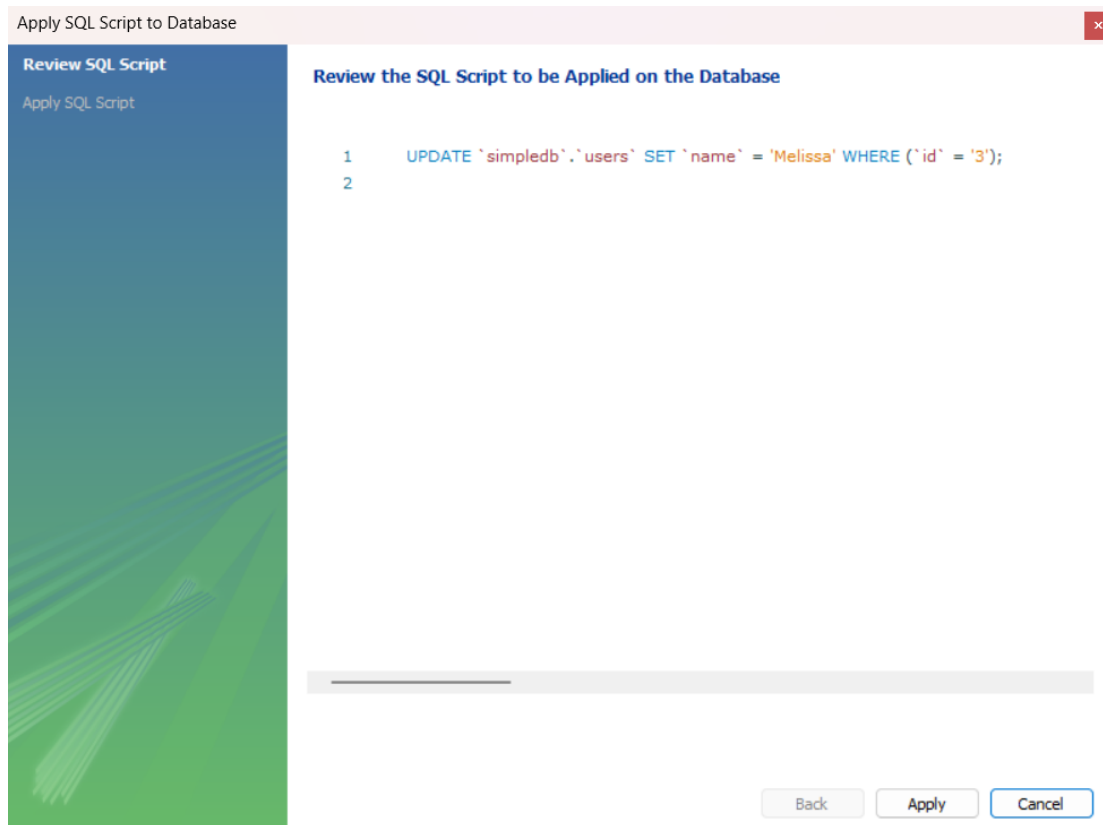 Apply SQL Script to Database
Review SQL Script
Apply SQL Script
Review the SQL Script to be Applied on the Database
1 UPDATE `simpledb`.`users` SET `name` = 'Melissa' WHERE (`id` = '3');
2
Back Apply Cancel